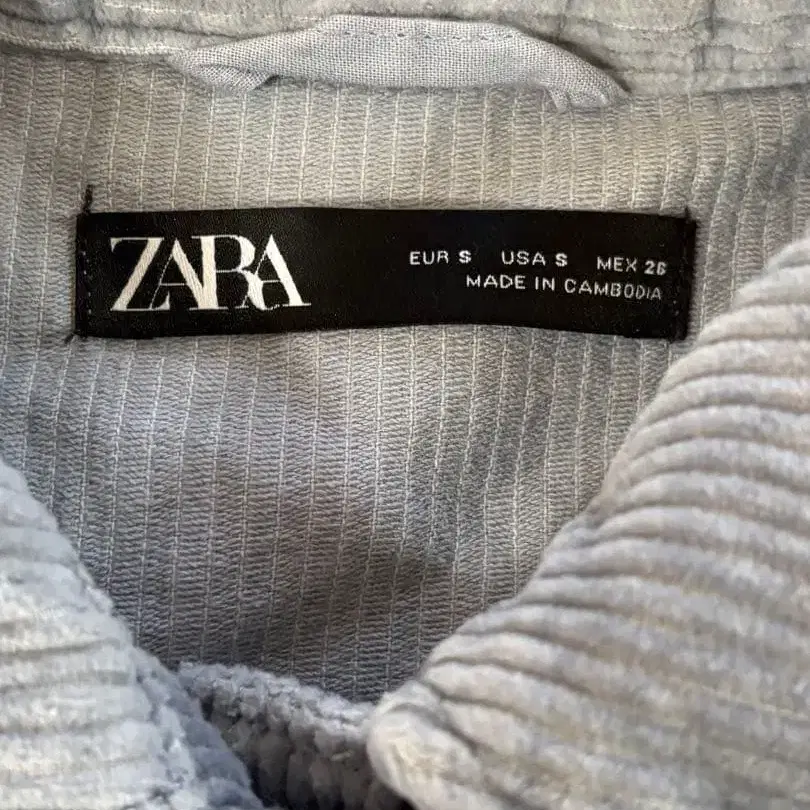 ZARA
EUR S USA S MEX 26
MADE IN CAMBODIA